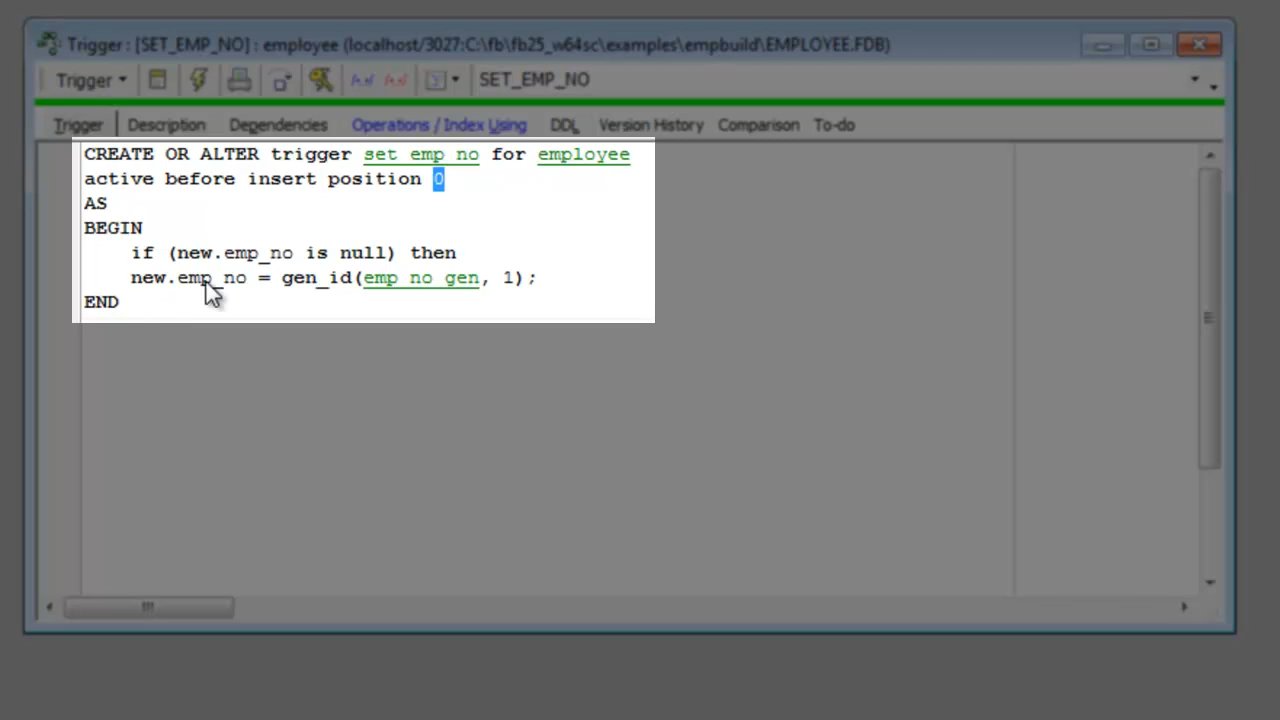 Trigger : [SET_EMP_NO] : employee (localhost/3027:C:\fb\fb25_w64sc\examples\empbuild\EMPLOYEE.FDB)
Trigger SET_EMP_NO
Trigger Description Dependencies Operations / Index Using DDL Version History Comparison To-do
CREATE OR ALTER trigger set_emp_no for employee
active before insert position 0
AS
BEGIN
if (new.emp_no is null) then
new.emp_no = gen_id(emp_no_gen, 1);
END